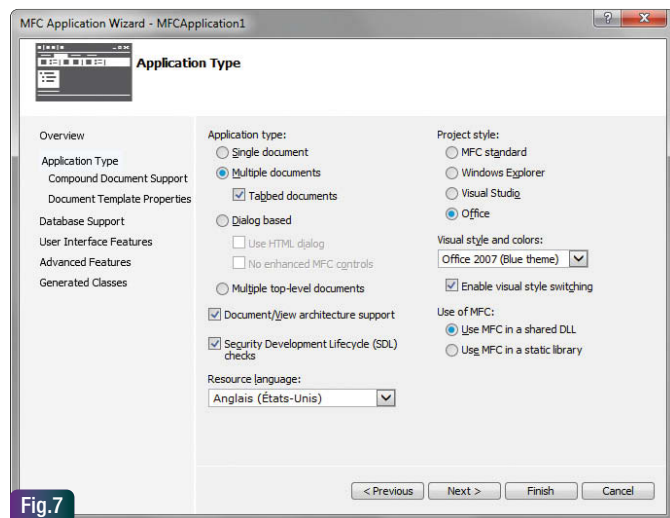 MFC Application Wizard - MFCApplication1
Application Type
Overview
Application Type
Compound Document Support
Document Template Properties
Database Support
User Interface Features
Advanced Features
Generated Classes
Application type:
Single document
Multiple documents
Tabbed documents
Dialog based
Use HTML dialog
No enhanced MFC controls
Multiple top-level documents
Document/View architecture support
Security Development Lifecycle (SDL)
checks
Resource language:
Anglais (États-Unis)
Project style:
MFC standard
Windows Explorer
Visual Studio
Office
Visual style and colors:
Office 2007 (Blue theme)
Enable visual style switching
Use of MFC:
Use MFC in a shared DLL
Use MFC in a static library
< Previous
Next >
Finish
Cancel
Fig.7